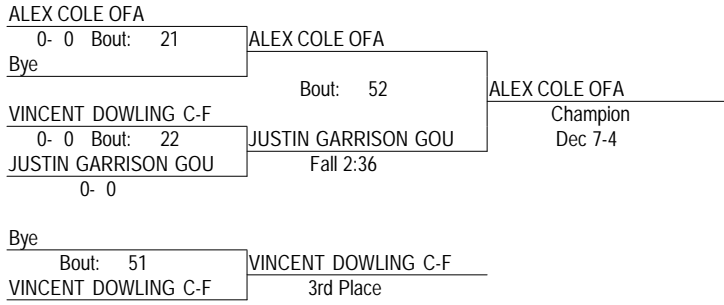 ALEX COLE OFA
0- 0 Bout: 21
ALEX COLE OFA
Bye
Bout: 52
ALEX COLE OFA
VINCENT DOWLING C-F
Champion
0- 0 Bout: 22
JUSTIN GARRISON GOU
Dec 7-4
JUSTIN GARRISON GOU
Fall 2:36
0- 0
Bye
Bout: 51
VINCENT DOWLING C-F
VINCENT DOWLING C-F
3rd Place